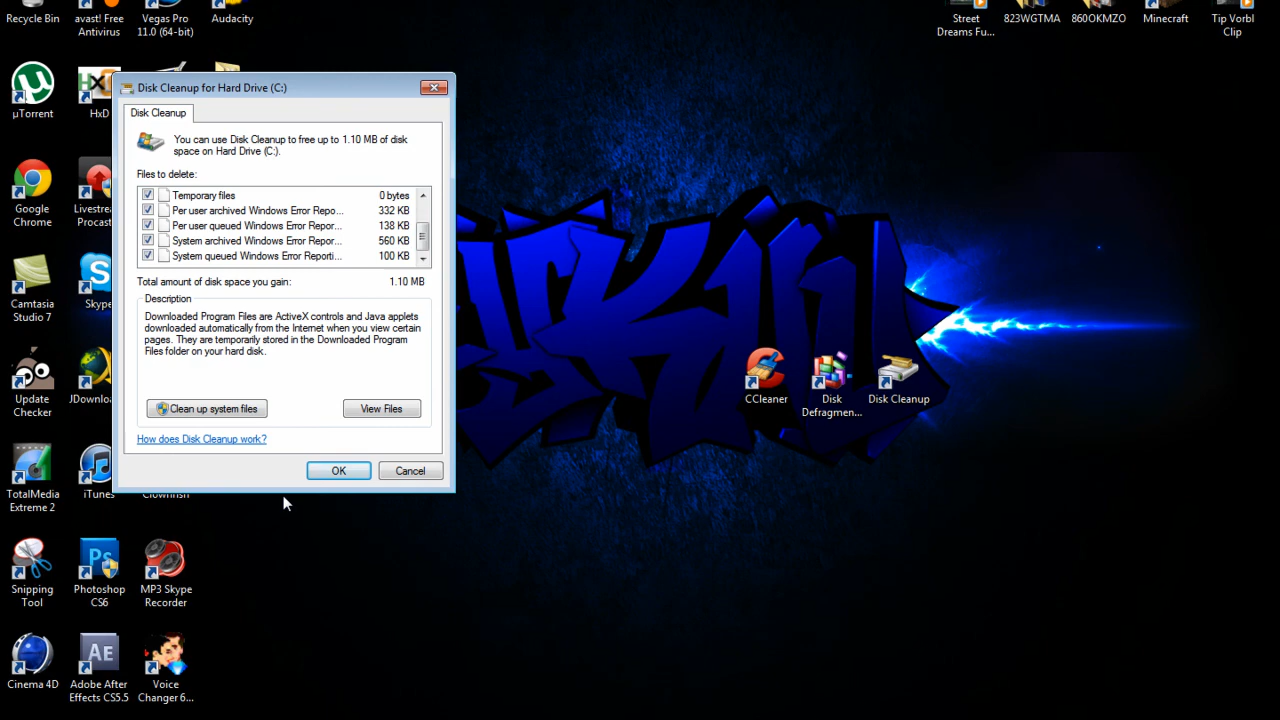 Recycle Bin
avast! Free
Antivirus
Vegas Pro
11.0 (64-bit)
Audacity
Street
Dreams Fu...
823WGTMA
860OKMZO
Minecraft
Tip Vorbl
Clip
µTorrent
HxD
Google
Chrome
Livestrea
Procast
Camtasia
Studio 7
Skype
Update
Checker
JDownlo
TotalMedia
Extreme 2
iTunes
Clownfish
Snipping
Tool
Photoshop
CS6
MP3 Skype
Recorder
Cinema 4D
Adobe After
Effects CS5.5
Voice
Changer 6...
Disk Cleanup for Hard Drive (C:)
Disk Cleanup
You can use Disk Cleanup to free up to 1.10 MB of disk
space on Hard Drive (C:).
Files to delete:
Temporary files 0 bytes
Per user archived Windows Error Repo... 332 KB
Per user queued Windows Error Repor... 138 KB
System archived Windows Error Repor... 560 KB
System queued Windows Error Reporti... 100 KB
Total amount of disk space you gain: 1.10 MB
Description
Downloaded Program Files are ActiveX controls and Java applets
downloaded automatically from the Internet when you view certain
pages. They are temporarily stored in the Downloaded Program
Files folder on your hard disk.
Clean up system files
View Files
How does Disk Cleanup work?
OK
Cancel
CCleaner
Disk
Defragmen...
Disk Cleanup